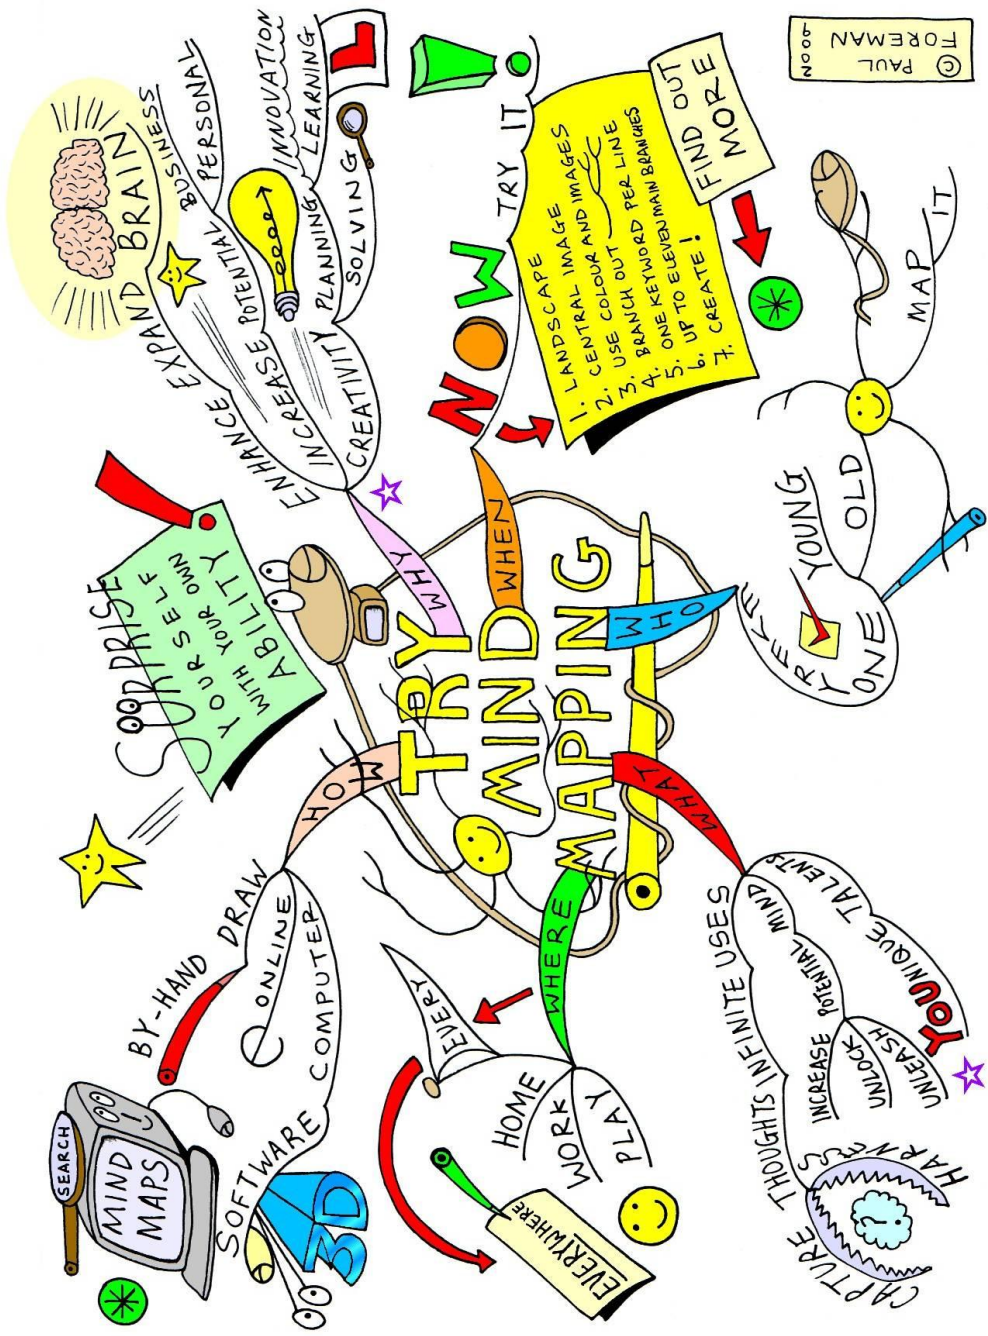 TRY
MIND
MAPPING
© PAUL
FOREMAN
2009
WHY
ENHANCE EXPAND BRAIN
INCREASE POTENTIAL
BUSINESS
PERSONAL
CREATIVITY
PLANNING
INNOVATION
LEARNING
L
SOLVING
WHEN
NOW
TRY IT
1. LANDSCAPE
2. CENTRAL IMAGE
3. USE COLOUR AND IMAGES
4. BRANCH OUT
5. ONE KEYWORD PER LINE
6. UP TO ELEVEN MAIN BRANCHES
7. CREATE!
FIND OUT
MORE
WHO
EVERY
ONE
YOUNG
OLD
MAP IT
WHAT
UNIQUE TALENTS
YOU
MIND
POTENTIAL
INCREASE
UNLOCK
UNLEASH
INFINITE USES
THOUGHTS
CAPTURE
HARNESS
WHERE
EVERY
HOME
WORK
PLAY
EVERYWHERE
HOW
DRAW
BY-HAND
ONLINE
COMPUTER
SOFTWARE
3D
SEARCH
MIND
MAPS
SURPRISE
YOURSELF
WITH YOUR OWN
ABILITY